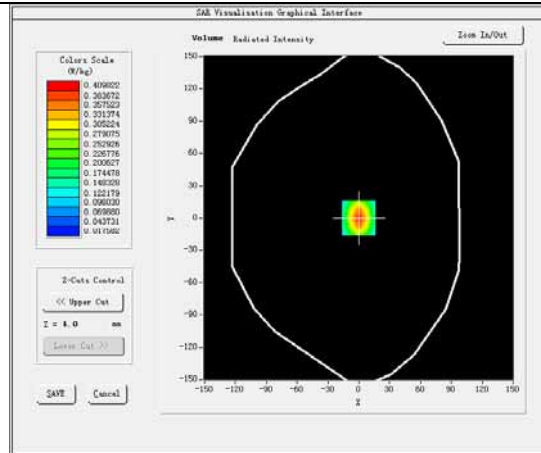 SAR Visualisation Graphical Interface
Volume Radiated Intensity
Zoom In/Out
Colors Scale
(W/kg)
0.409822
0.383672
0.357523
0.331374
0.305224
0.279075
0.252926
0.226776
0.200627
0.174478
0.148328
0.122179
0.096030
0.069880
0.043731
0.017582
Z-Cuts Control
<< Upper Cut
Z = 4.0 mm
Lower Cut >>
SAVE
Cancel
150
120
90
60
30
0
-30
-60
-90
-120
-150
Y
-150 -120 -90 -60 -30 0 30 60 90 120 150
X